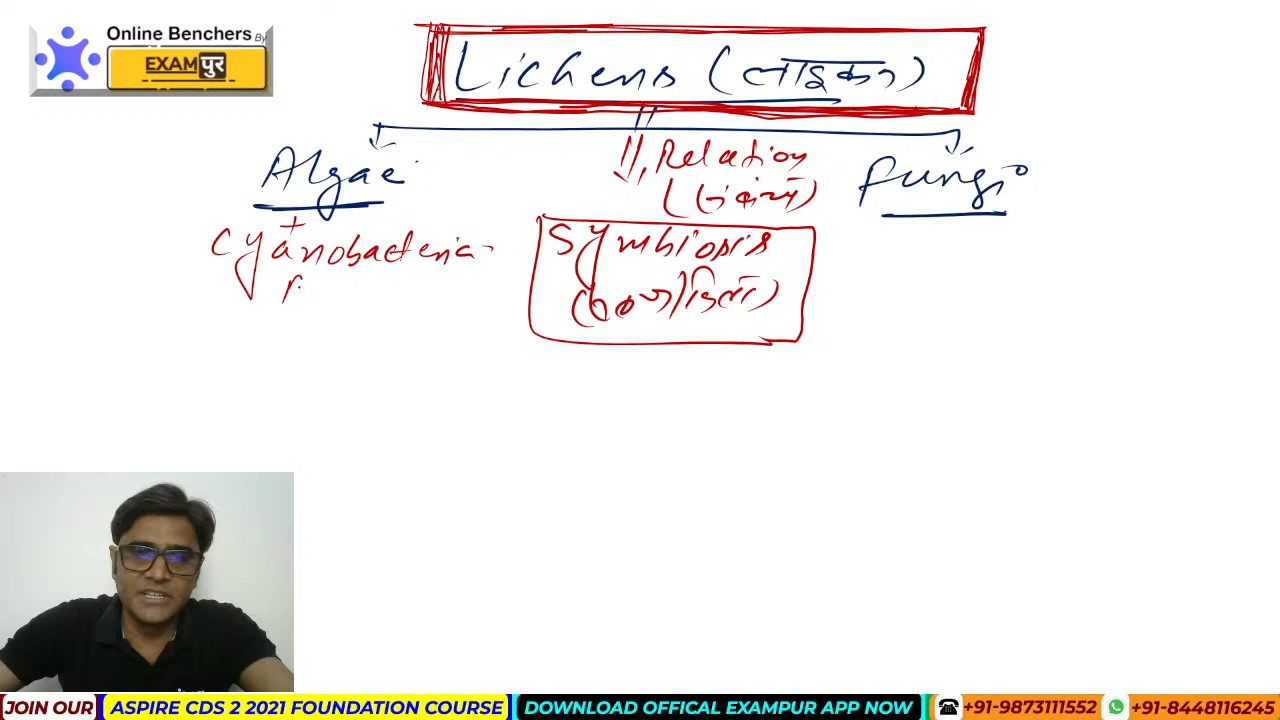 Online Benchers By
EXAMपुर
Lichens (लाइकेन)
Algae
Relation
(संबंध)
Fungi
+
Cyanobacteria
Symbiosis
(सहजीविता)
JOIN OUR
ASPIRE CDS 2 2021 FOUNDATION COURSE
DOWNLOAD OFFICAL EXAMPUR APP NOW
+91-9873111552
+91-8448116245